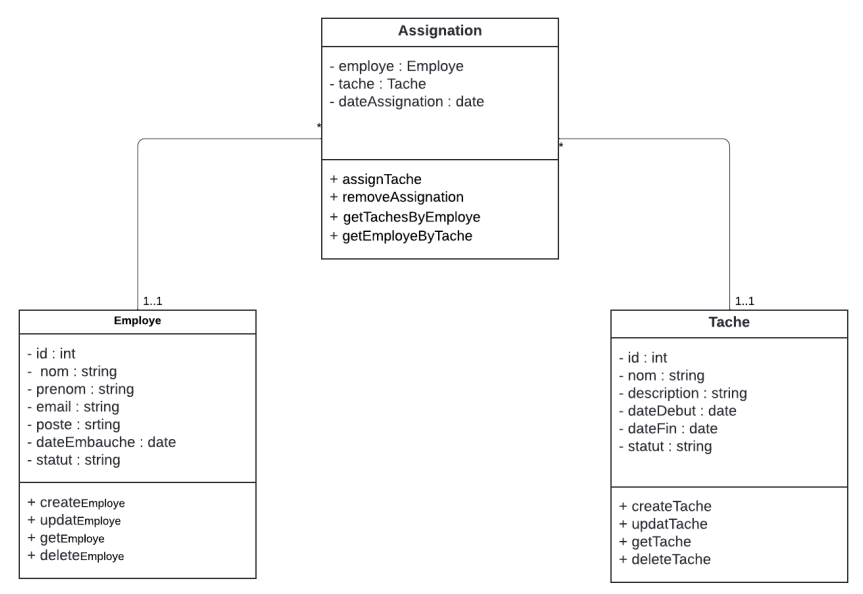 Assignation
- employe : Employe
- tache : Tache
- dateAssignation : date
*
*
+ assignTache
+ removeAssignation
+ getTachesByEmploye
+ getEmployeByTache
1..1
Employe
- id : int
- nom : string
- prenom : string
- email : string
- poste : srting
- dateEmbauche : date
- statut : string
+ createEmploye
+ updatEmploye
+ getEmploye
+ deleteEmploye
1..1
Tache
- id : int
- nom : string
- description : string
- dateDebut : date
- dateFin : date
- statut : string
+ createTache
+ updatTache
+ getTache
+ deleteTache